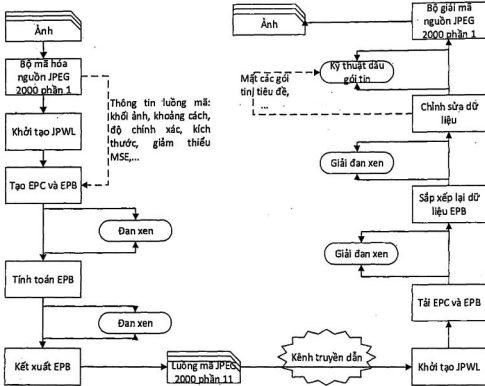 Ảnh
Bộ mã hóa
nguồn JPEG
2000 phần 1
Khởi tạo JPWL
Thông tin luồng mã:
khối ảnh, khoảng cách,
độ chính xác, kích
thước, giảm thiểu
MSE,...
Tạo EPC và EPB
Đan xen
Tính toán EPB
Đan xen
Kết xuất EPB
Luồng mã JPEG
2000 phần 11
Kênh truyền dẫn
Khởi tạo JPWL
Tải EPC và EPB
Giải đan xen
Sắp xếp lại dữ
liệu EPB
Giải đan xen
Chỉnh sửa dữ
liệu
Mất các gói
tin, tiêu đề,
...
Kỹ thuật dấu
gói tin
Bộ giải mã
nguồn JPEG
2000 phần 1
Ảnh